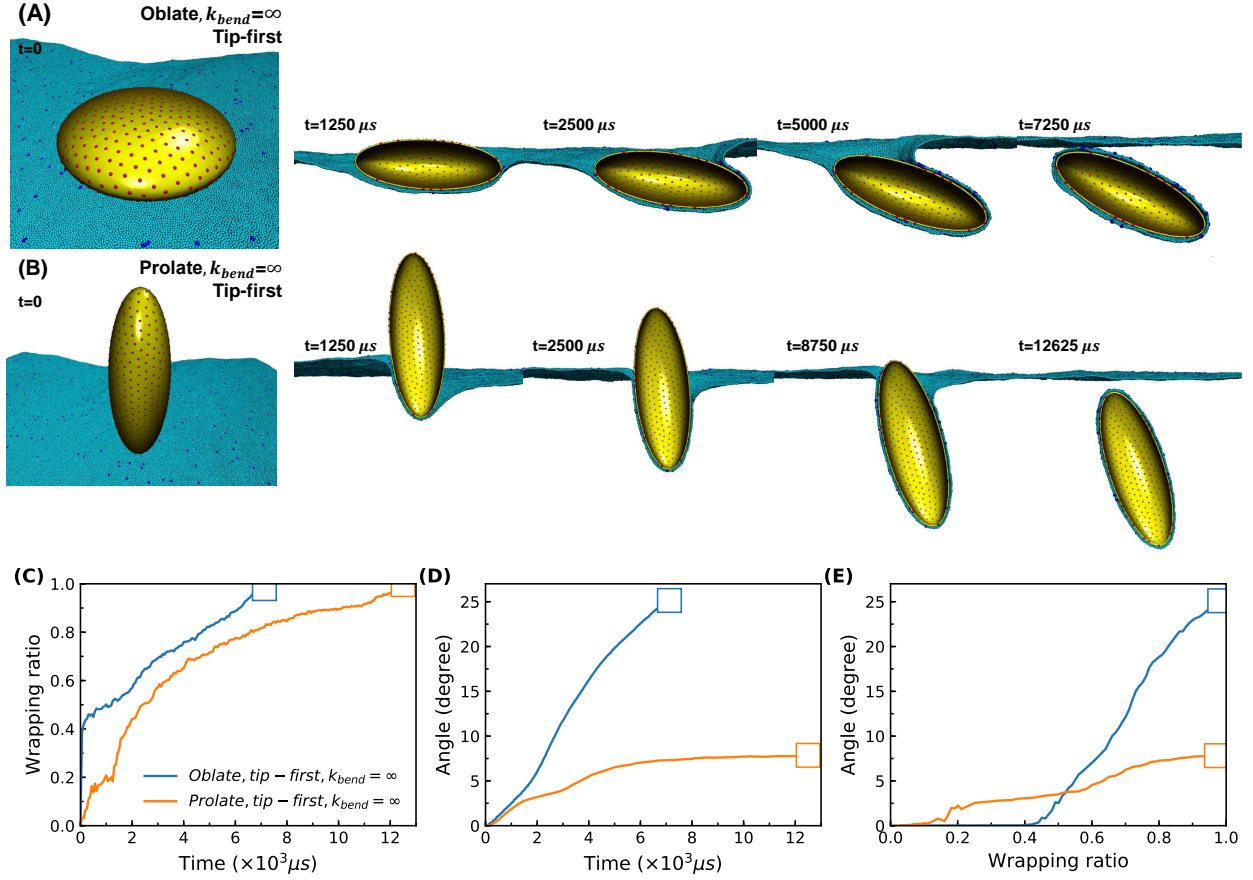 (A)
Oblate, k_bend=∞
Tip-first
t=0
t=1250 μs
t=2500 μs
t=5000 μs
t=7250 μs
(B)
Prolate, k_bend=∞
Tip-first
t=0
t=1250 μs
t=2500 μs
t=8750 μs
t=12625 μs
(C)
Wrapping ratio
1.0
0.8
0.6
0.4
0.2
0.0
Oblate, tip − first, k_bend = ∞
Prolate, tip − first, k_bend = ∞
0 2 4 6 8 10 12
Time (×10³μs)
(D)
Angle (degree)
25
20
15
10
5
0
0 2 4 6 8 10 12
Time (×10³μs)
(E)
Angle (degree)
25
20
15
10
5
0
0.0 0.2 0.4 0.6 0.8 1.0
Wrapping ratio